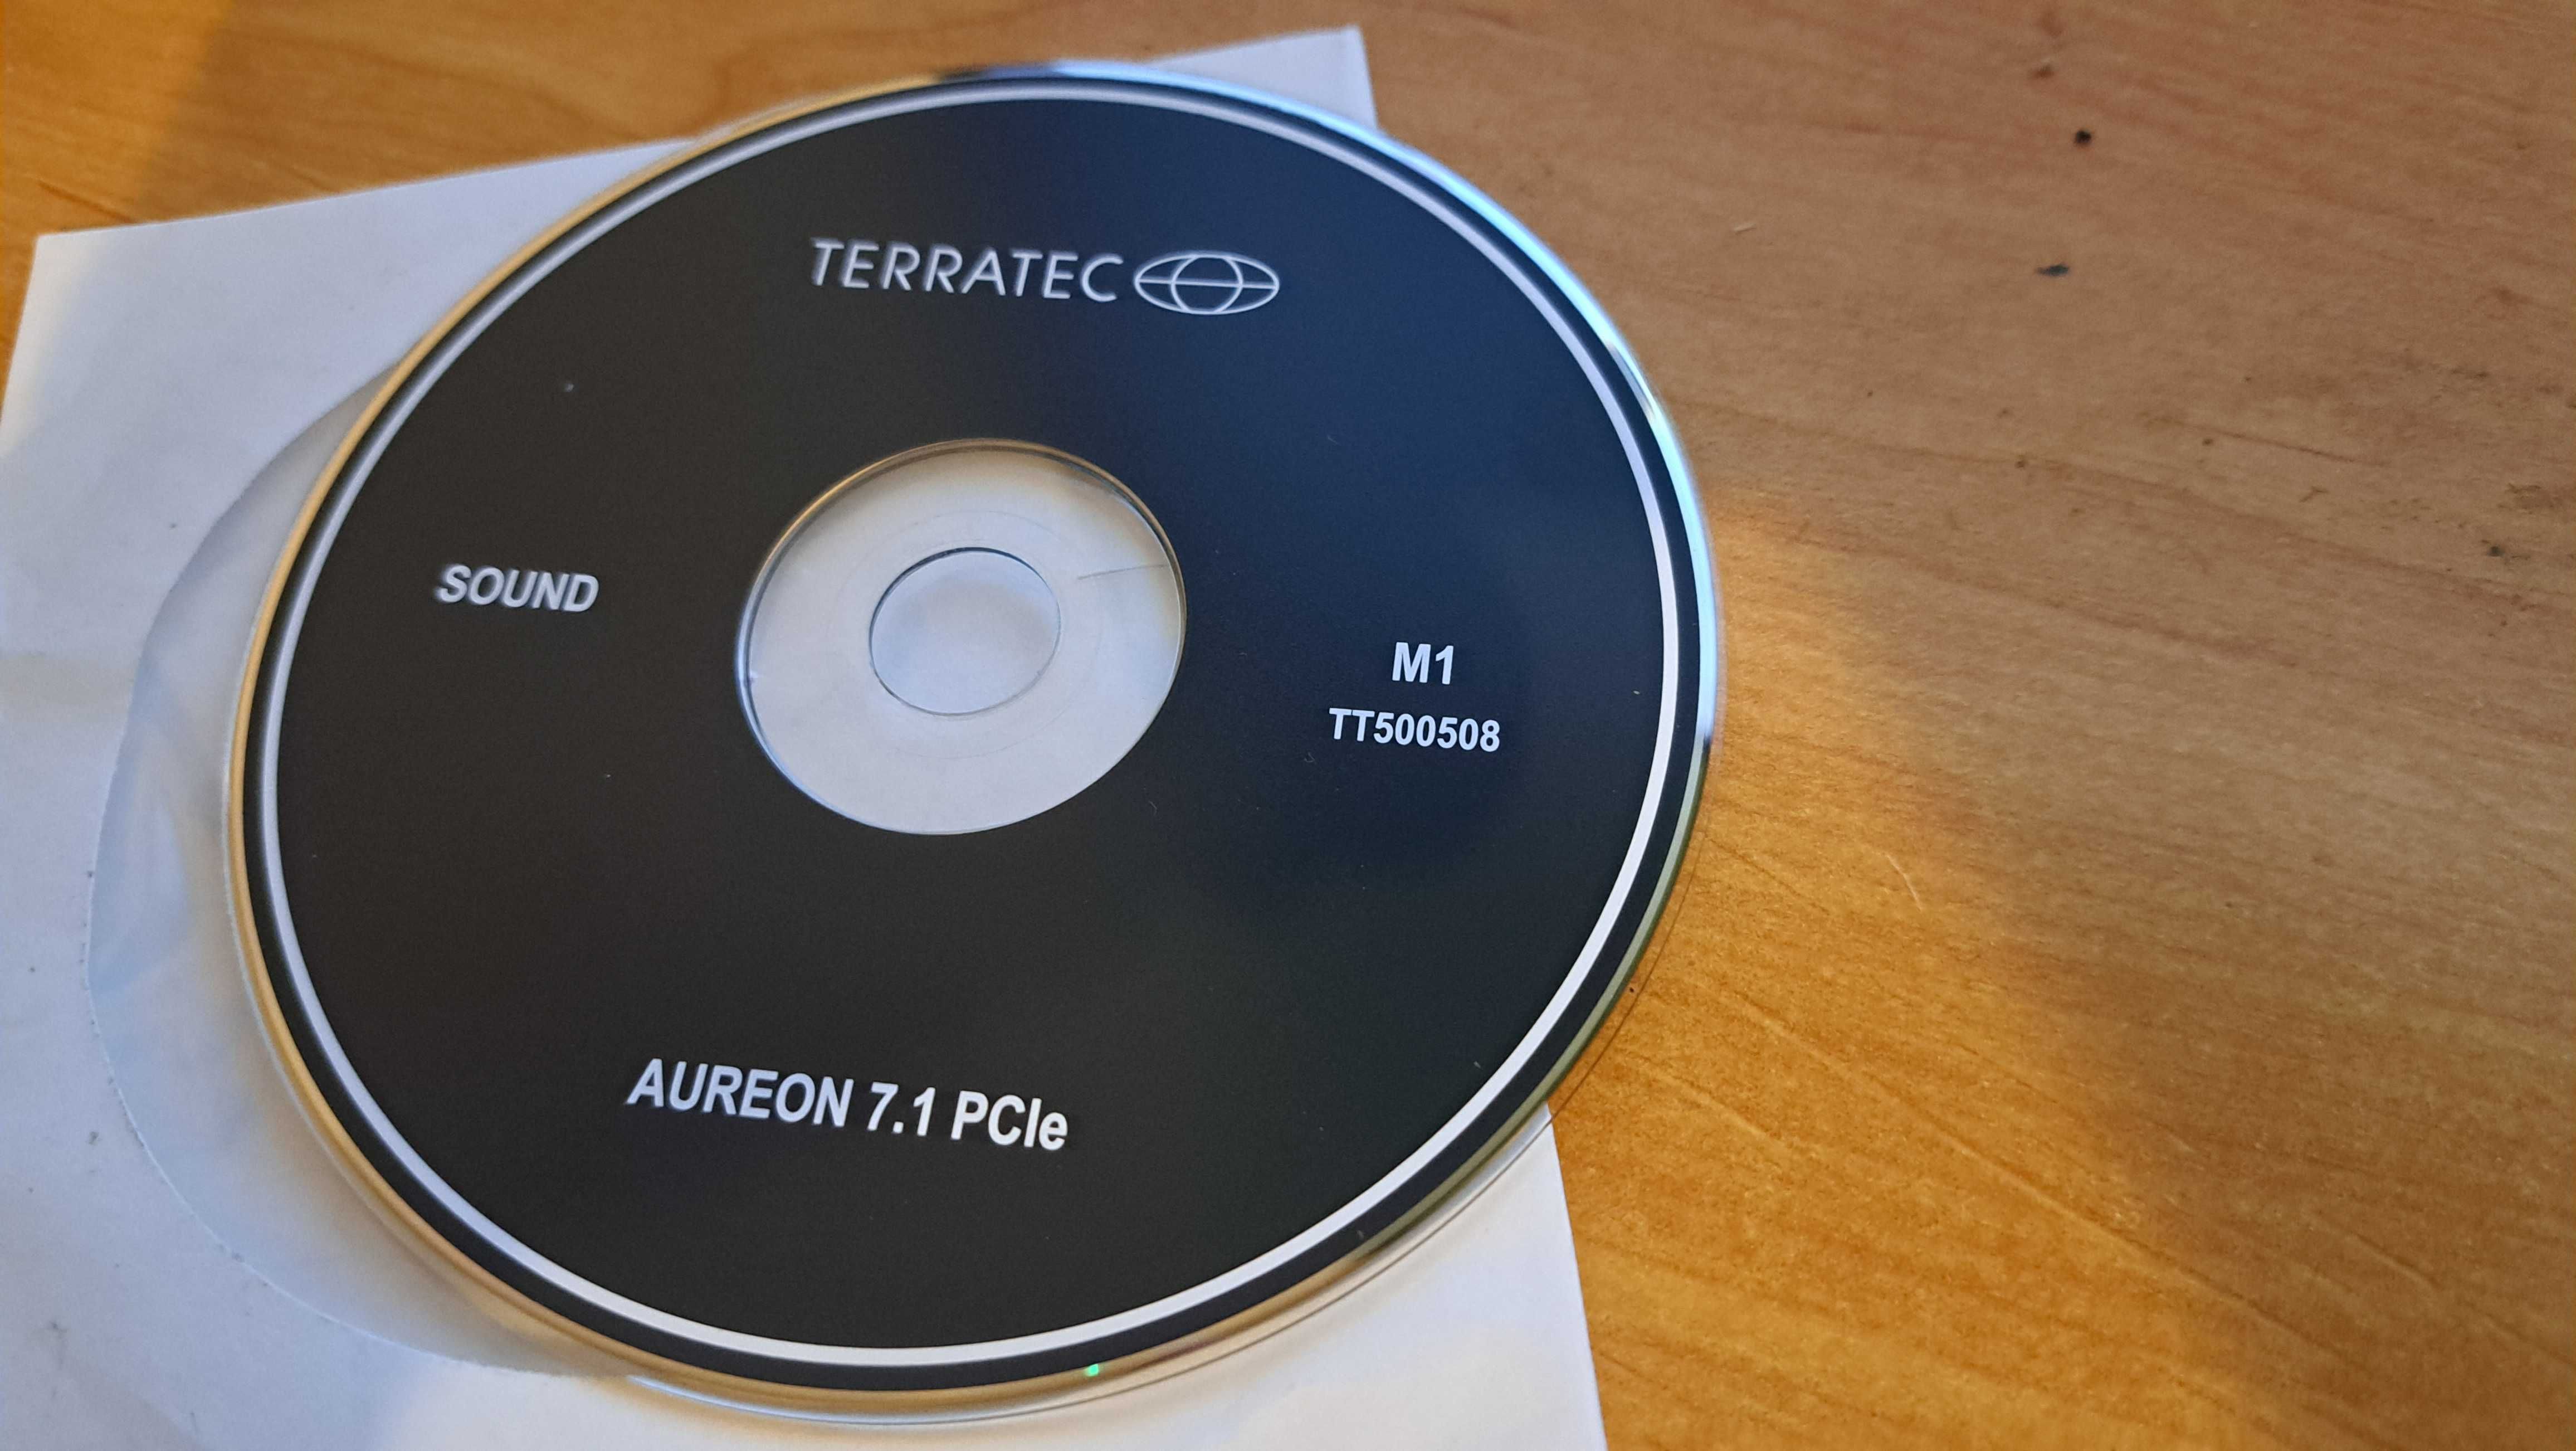 TERRATEC
SOUND
M1
TT500508
AUREON 7.1 PCIe